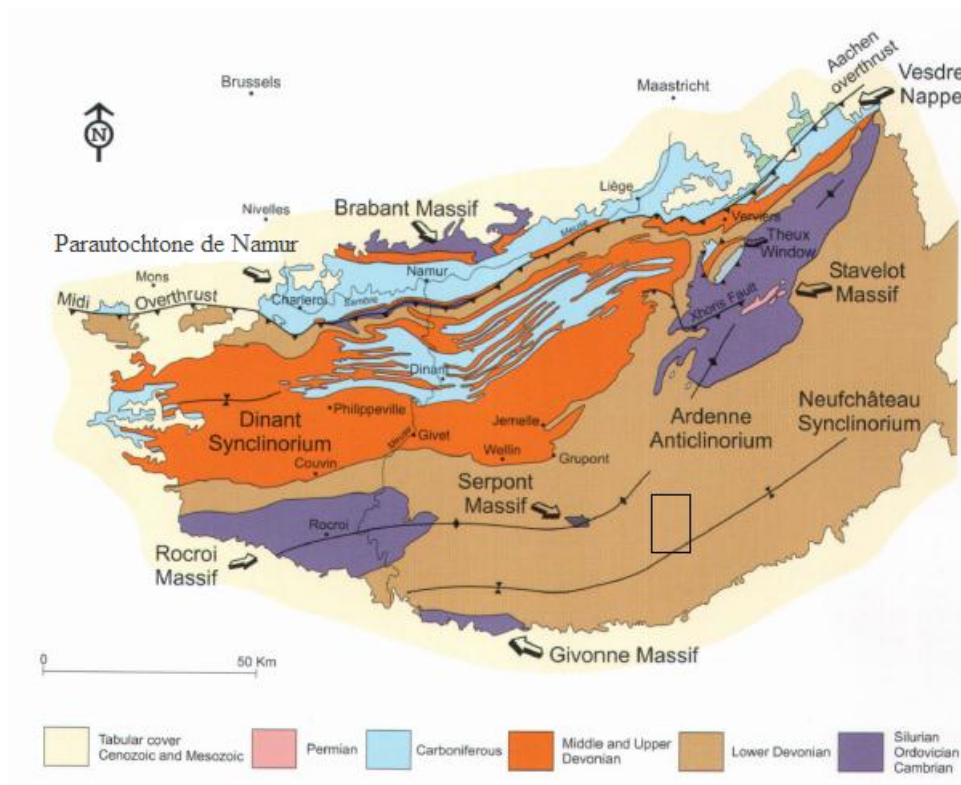 Aachen
overthrust
Vesdre
Nappe
Brussels
Maastricht
N
Liège
Nivelles
Brabant Massif
Meuse
Verviers
Theux
Window
Parautochtone de Namur
Namur
Stavelot
Massif
Mons
Midi
Overthrust
Charleroi
Sambre
Xhoris Fault
Dinant
Neufchâteau
Synclinorium
Ardenne
Anticlinorium
Dinant
Synclinorium
Philippeville
Jemelle
Meuse
Givet
Wellin
Grupont
Couvin
Serpont
Massif
Rocroi
Rocroi
Massif
Givonne Massif
0
50 Km
Tabular cover
Cenozoic and Mesozoic
Permian
Carboniferous
Middle and Upper
Devonian
Lower Devonian
Silurian
Ordovician
Cambrian